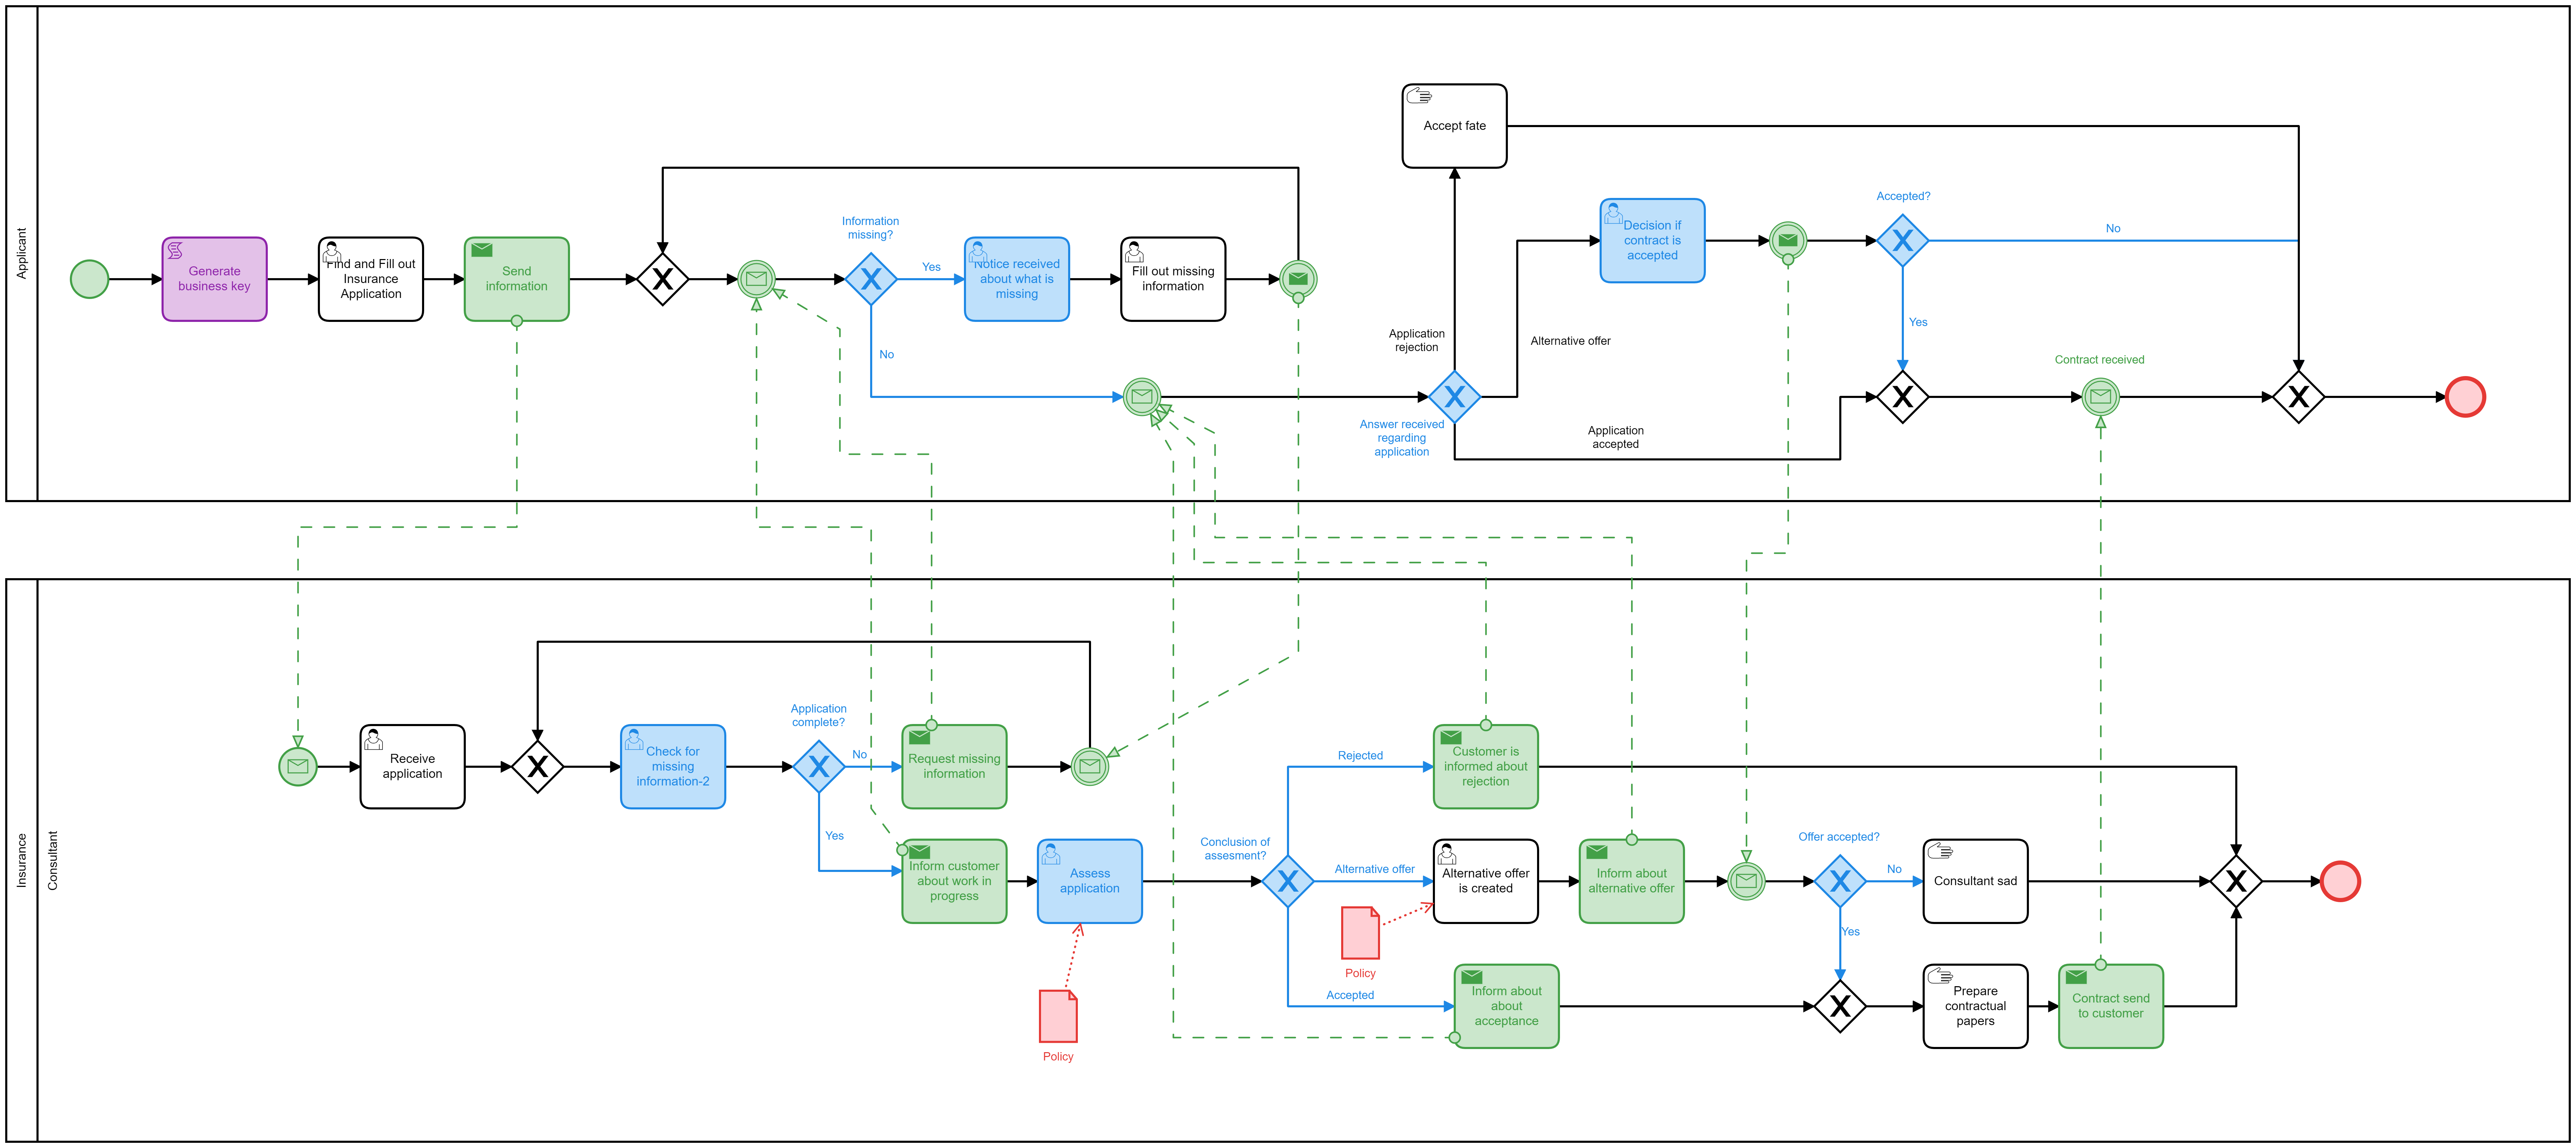 Applicant
Accept fate
Accepted?
Decision if
contract is
accepted
No
Information
missing?
Generate
business key
Find and Fill out
Insurance
Application
Send
information
Yes
Notice received
about what is
missing
Fill out missing
information
Yes
Application
rejection
Alternative offer
No
Contract received
Answer received
regarding
application
Application
accepted
Insurance
Consultant
Application
complete?
Receive
application
Check for
missing
information-2
No
Request missing
information
Rejected
Customer is
informed about
rejection
Yes
Inform customer
about work in
progress
Assess
application
Conclusion of
assesment?
Alternative offer
Alternative offer
is created
Inform about
alternative offer
Offer accepted?
No
Consultant sad
Yes
Policy
Accepted
Inform about
about
acceptance
Prepare
contractual
papers
Contract send
to customer
Policy